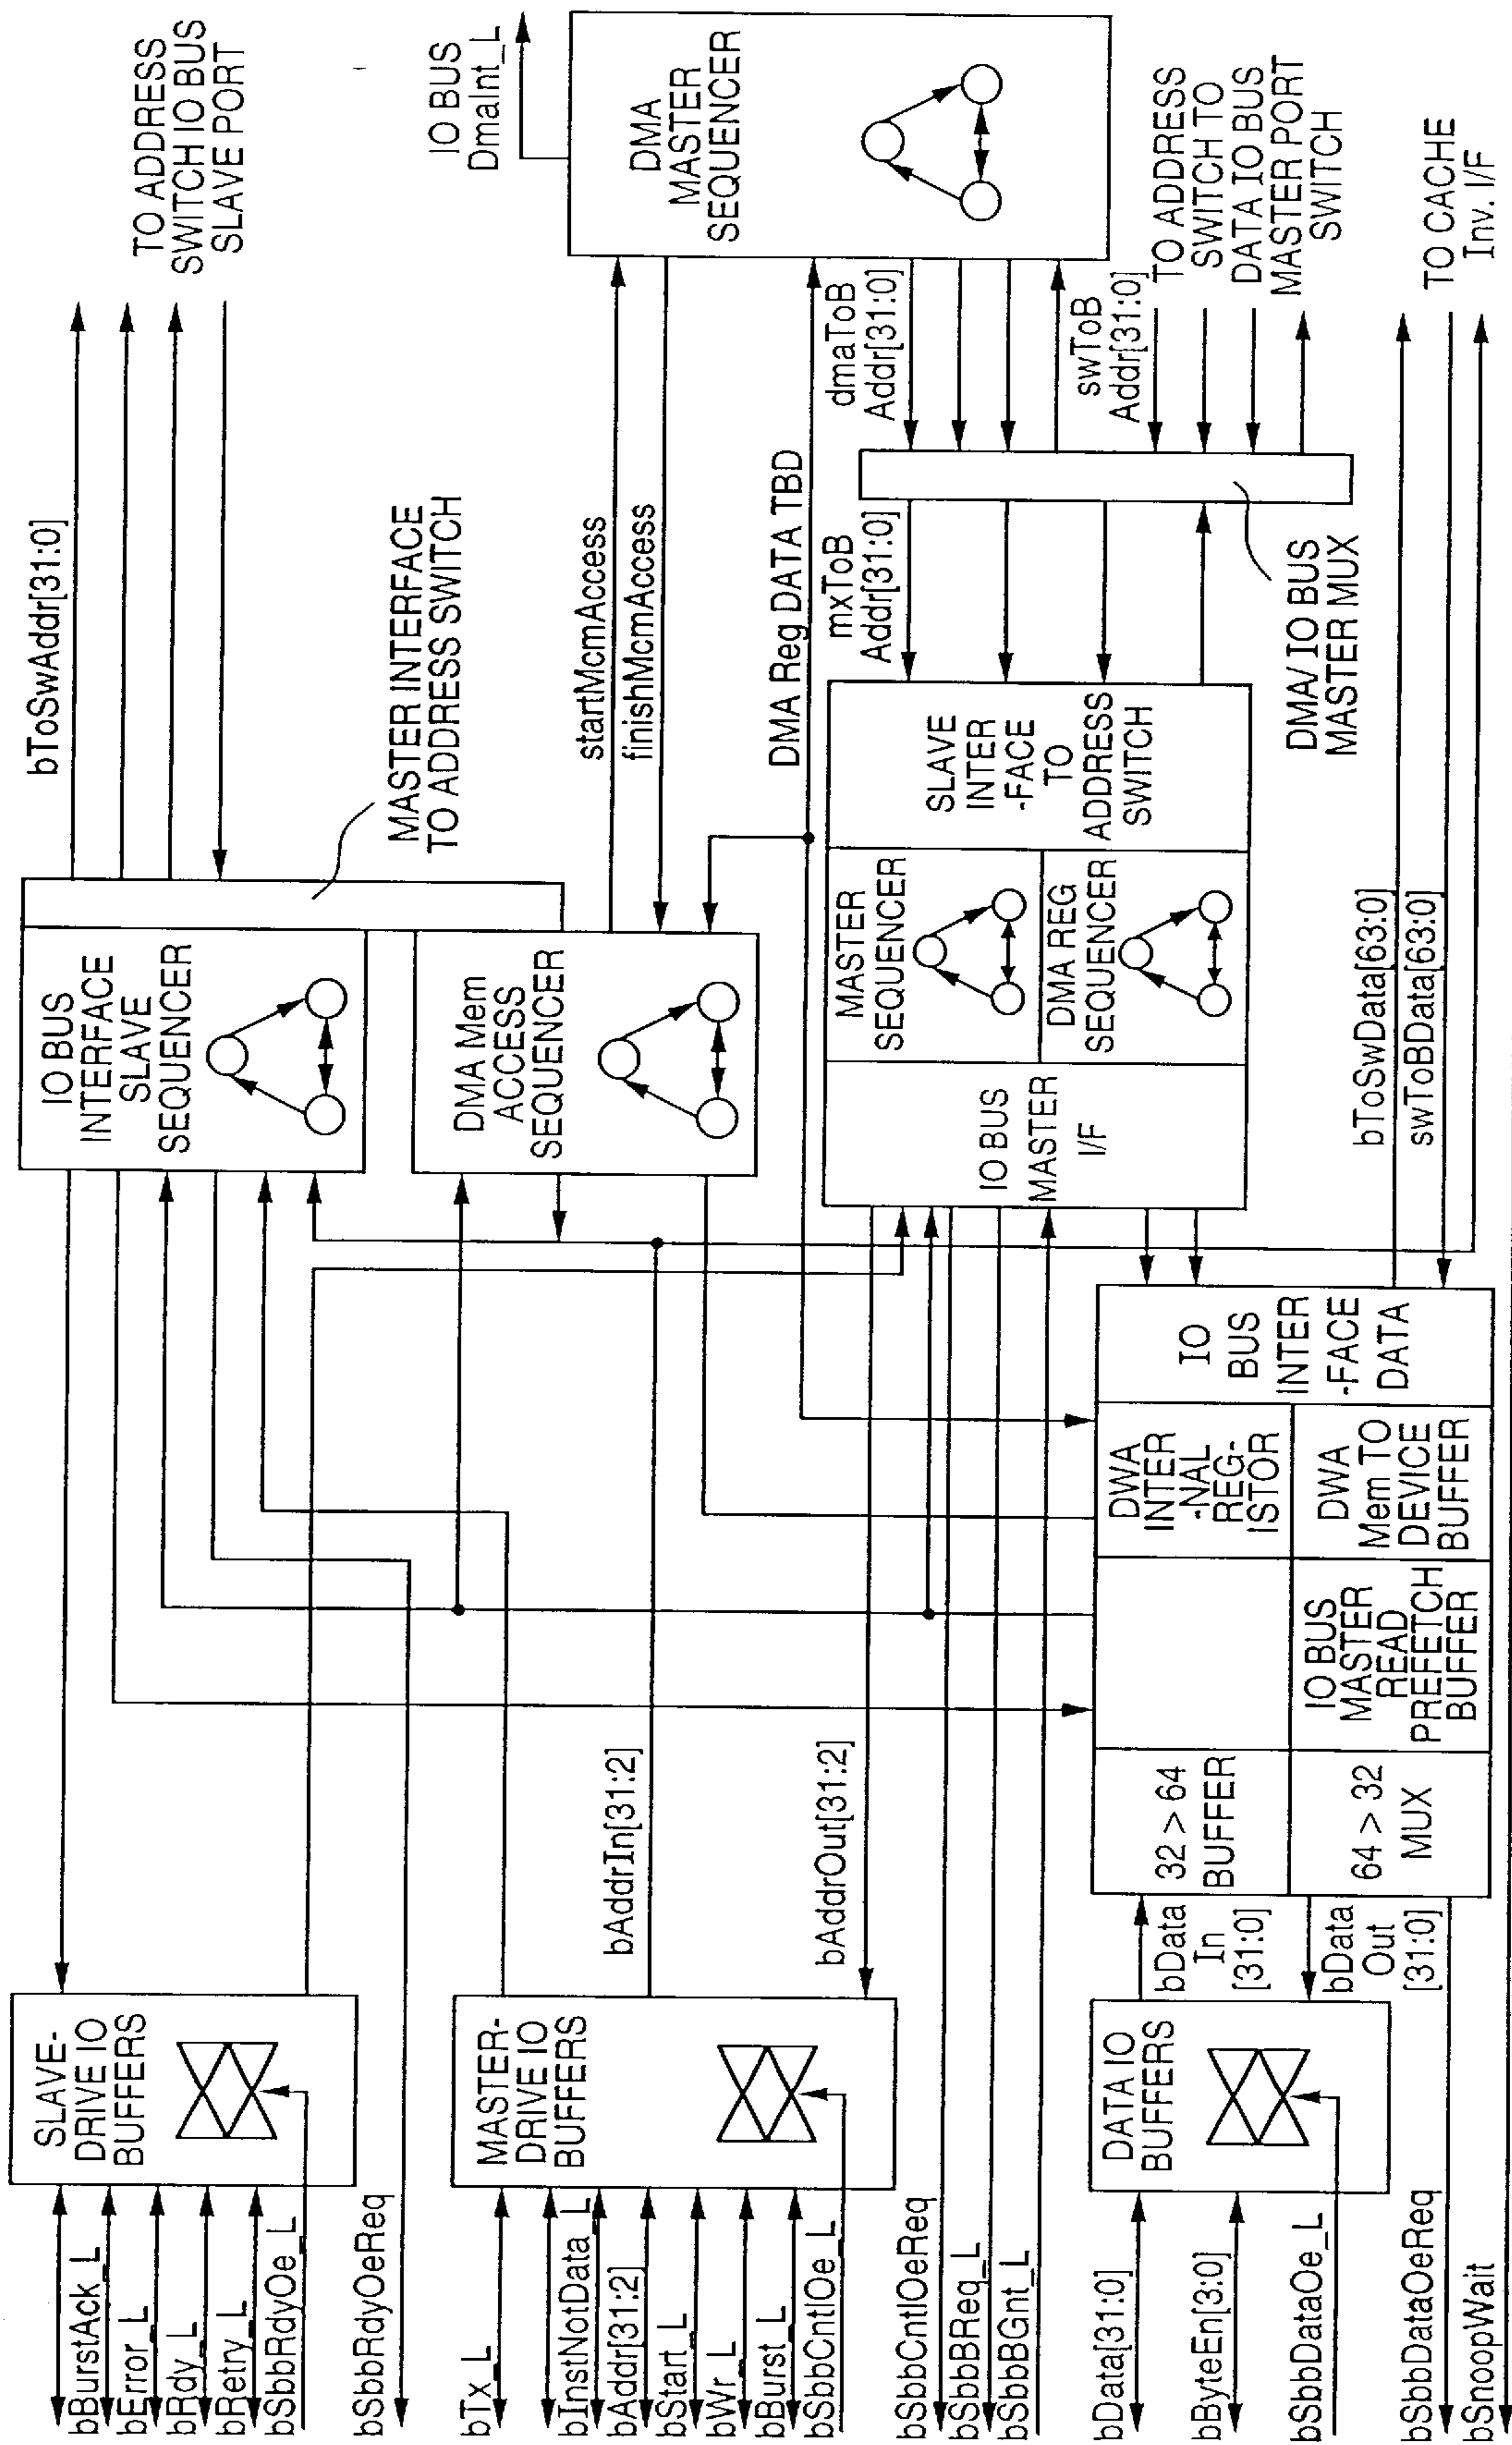 bBurstAck_L
bError_L
bRdy_L
bRetry_L
bSbbRdyOe_L
bSbbRdyOeReq
bTx_L
bInstNotData_L
bAddr[31:2]
bStart_L
bWr_L
bBurst_L
bSbbCntlOe_L
bSbbCntlOeReq
bSbbBReq_L
bSbbBGnt_L
bData[31:0]
bByteEn[3:0]
bSbbDataOe_L
bSbbDataOeReq
bSnoopWait
SLAVE-
DRIVE IO
BUFFERS
MASTER-
DRIVE IO
BUFFERS
DATA IO
BUFFERS
bAddrIn[31:2]
bAddrOut[31:2]
bData
In
[31:0]
bData
Out
[31:0]
32 > 64
BUFFER
64 > 32
MUX
IO BUS
MASTER
READ
PREFETCH
BUFFER
DWA
INTER
-NAL
REG-
ISTOR
DWA
Mem TO
DEVICE
BUFFER
IO
BUS
INTER
-FACE
DATA
IO BUS
INTERFACE
SLAVE
SEQUENCER
DMA Mem
ACCESS
SEQUENCER
IO BUS
MASTER
I/F
MASTER
SEQUENCER
DMA REG
SEQUENCER
SLAVE
INTER
-FACE
TO
ADDRESS
SWITCH
bToSwAddr[31:0]
MASTER INTERFACE
TO ADDRESS SWITCH
startMcmAccess
finishMcmAccess
DMA Reg DATA TBD
mxToB
Addr[31:0]
DMA/ IO BUS
MASTER MUX
bToSwData[63:0]
swToBData[63:0]
dmaToB
Addr[31:0]
swToB
Addr[31:0]
TO ADDRESS
SWITCH IO BUS
SLAVE PORT
IO BUS
DmaInt_L
DMA
MASTER
SEQUENCER
TO ADDRESS
SWITCH TO
DATA IO BUS
MASTER PORT
SWITCH
TO CACHE
Inv. I/F